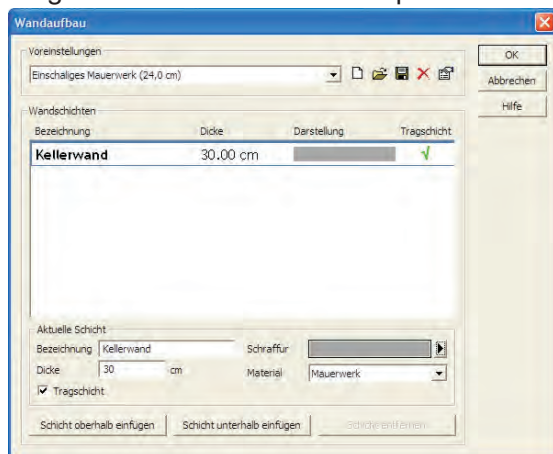 Wandaufbau
Voreinstellungen
Einschaliges Mauerwerk (24,0 cm)
OK
Abbrechen
Hilfe
Wandschichten
Bezeichnung Dicke Darstellung Tragschicht
Kellerwand 30.00 cm
Aktuelle Schicht
Bezeichnung Kellerwand Schraffur
Dicke 30 cm Material Mauerwerk
Tragschicht
Schicht oberhalb einfügen Schicht unterhalb einfügen Schicht entfernen